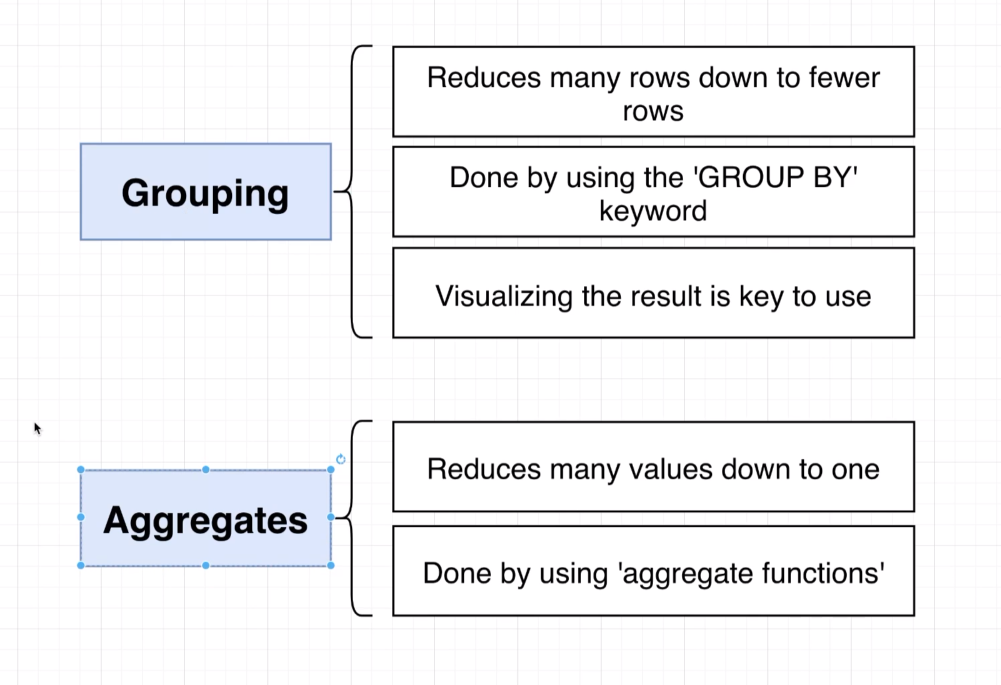 Grouping
Reduces many rows down to fewer
rows
Done by using the 'GROUP BY'
keyword
Visualizing the result is key to use
Aggregates
Reduces many values down to one
Done by using 'aggregate functions'